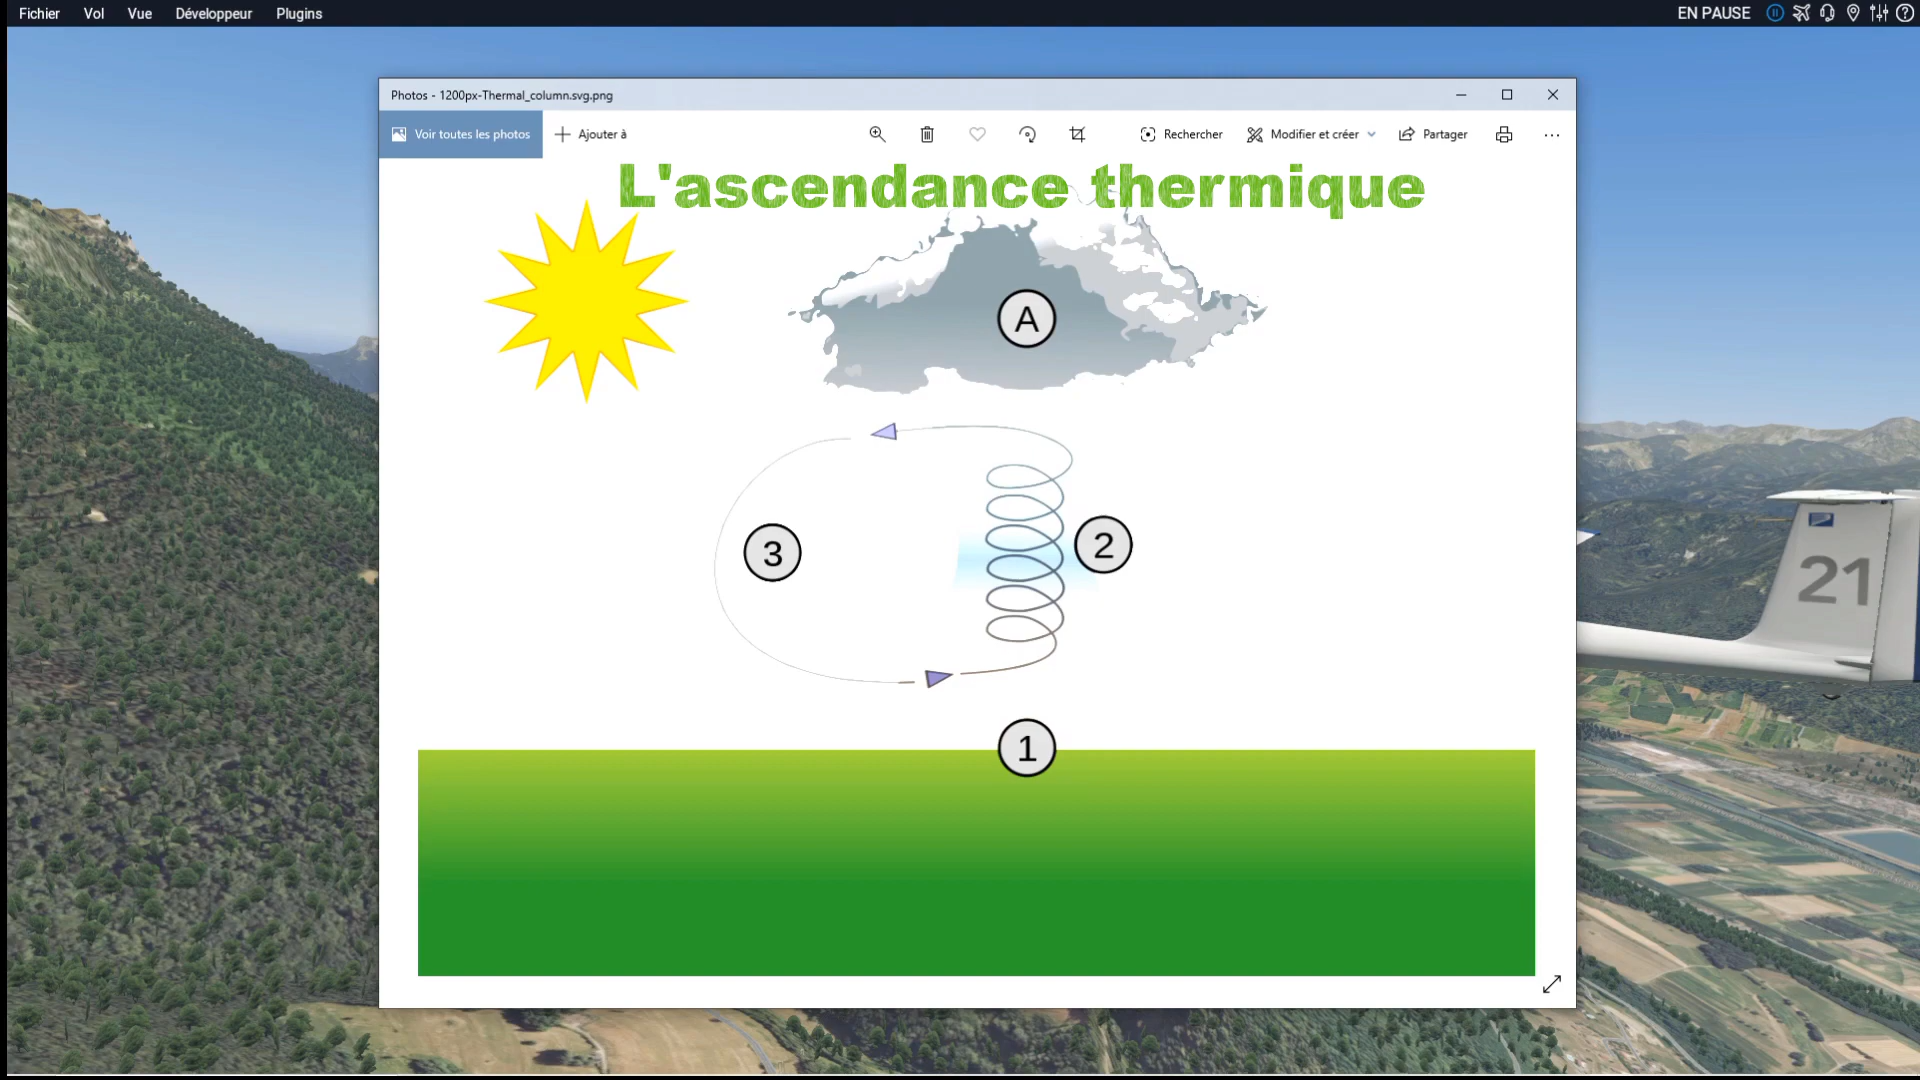 Fichier Vol Vue Développeur Plugins EN PAUSE
Photos - 1200px-Thermal_column.svg.png
Voir toutes les photos Ajouter à Rechercher Modifier et créer Partager
L'ascendance thermique
A
3 2
21
1